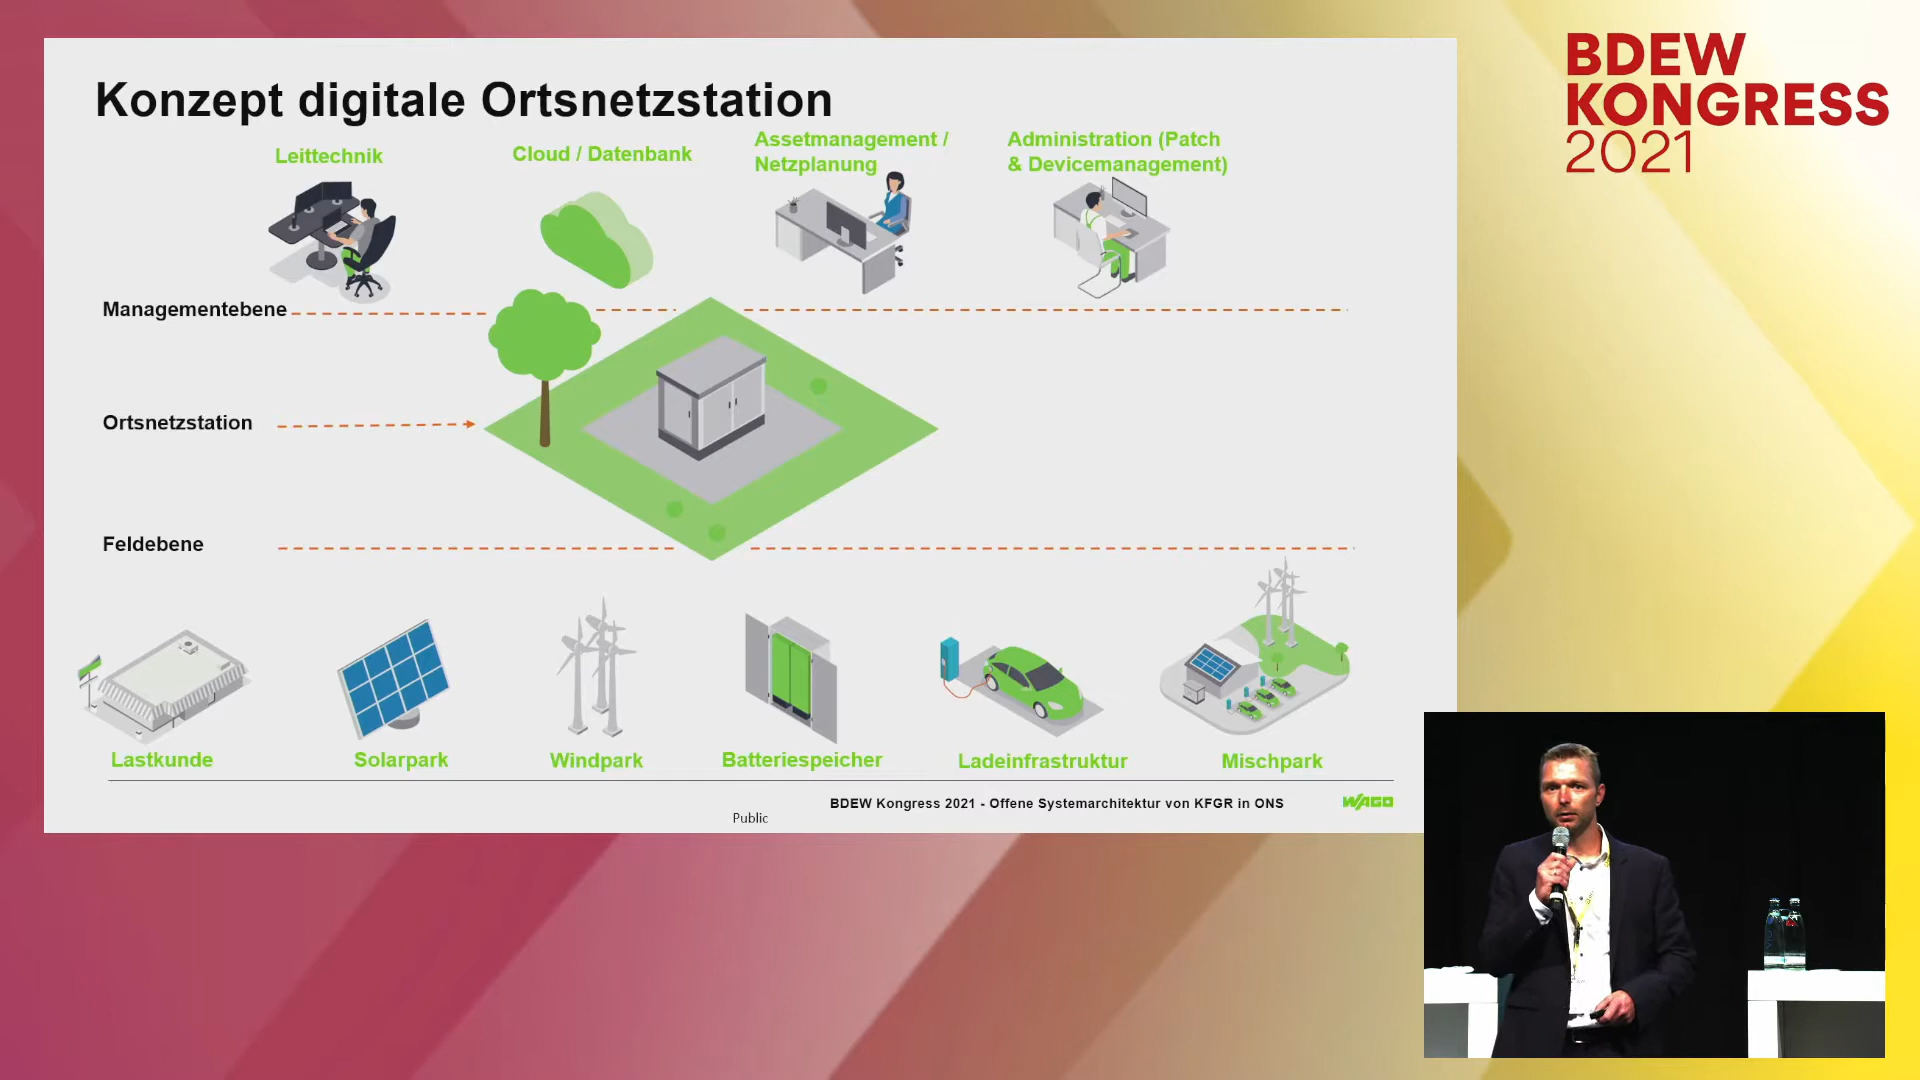 Konzept digitale Ortsnetzstation
Leittechnik
Cloud / Datenbank
Assetmanagement /
Netzplanung
Administration (Patch
& Devicemanagement)
Managementebene
Ortsnetzstation
Feldebene
Lastkunde
Solarpark
Windpark
Batteriespeicher
Ladeinfrastruktur
Mischpark
BDEW Kongress 2021 - Offene Systemarchitektur von KFGR in ONS
WAGO
Public
BDEW
KONGRESS
2021